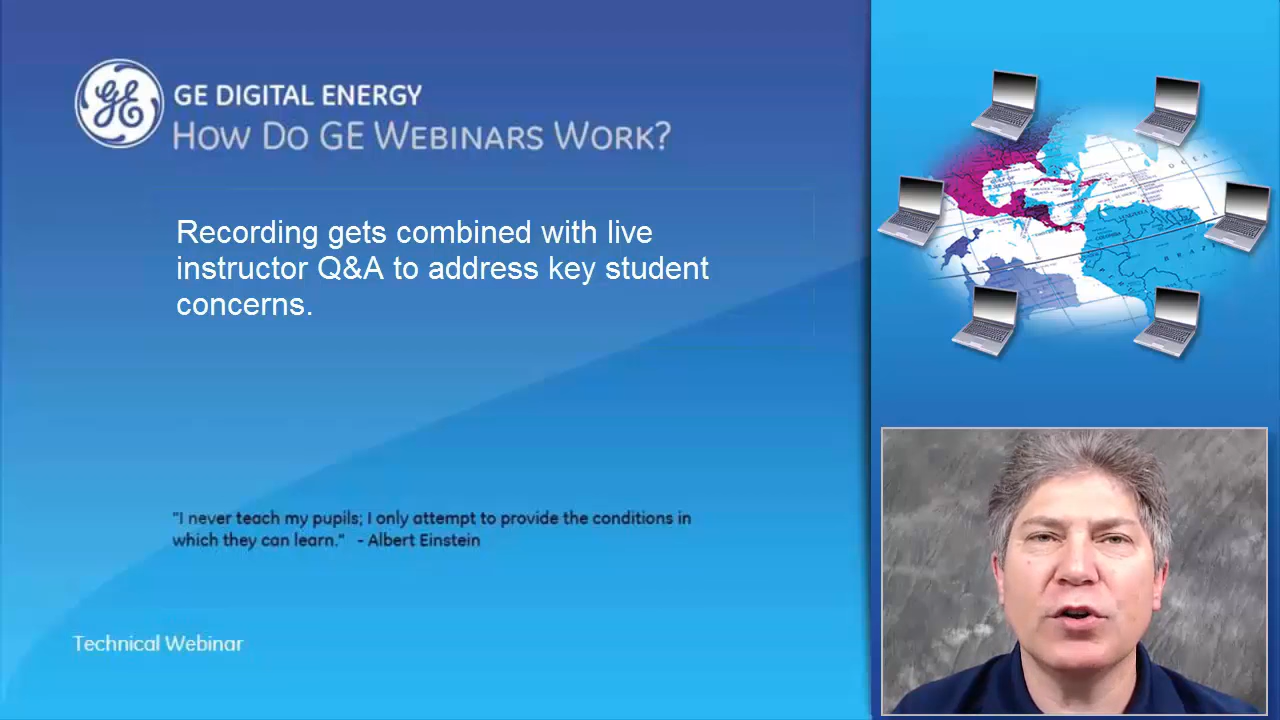 GE DIGITAL ENERGY
HOW DO GE WEBINARS WORK?
Recording gets combined with live
instructor Q&A to address key student
concerns.
"I never teach my pupils; I only attempt to provide the conditions in
which they can learn." - Albert Einstein
Technical Webinar